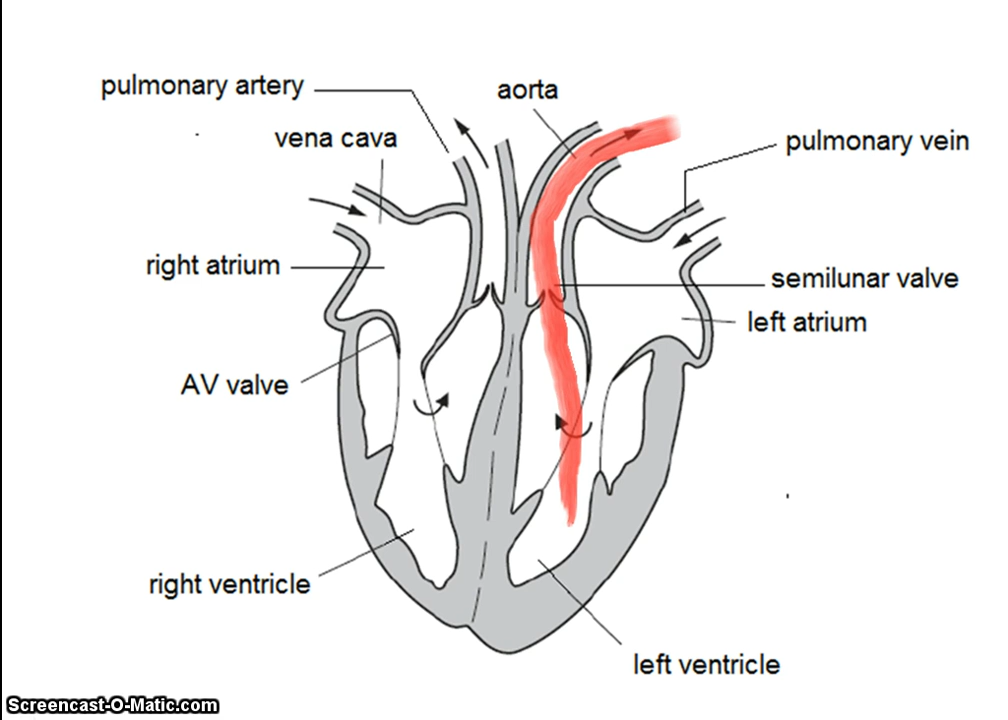 pulmonary artery
aorta
vena cava
pulmonary vein
right atrium
semilunar valve
left atrium
AV valve
right ventricle
left ventricle
Screencast-O-Matic.com